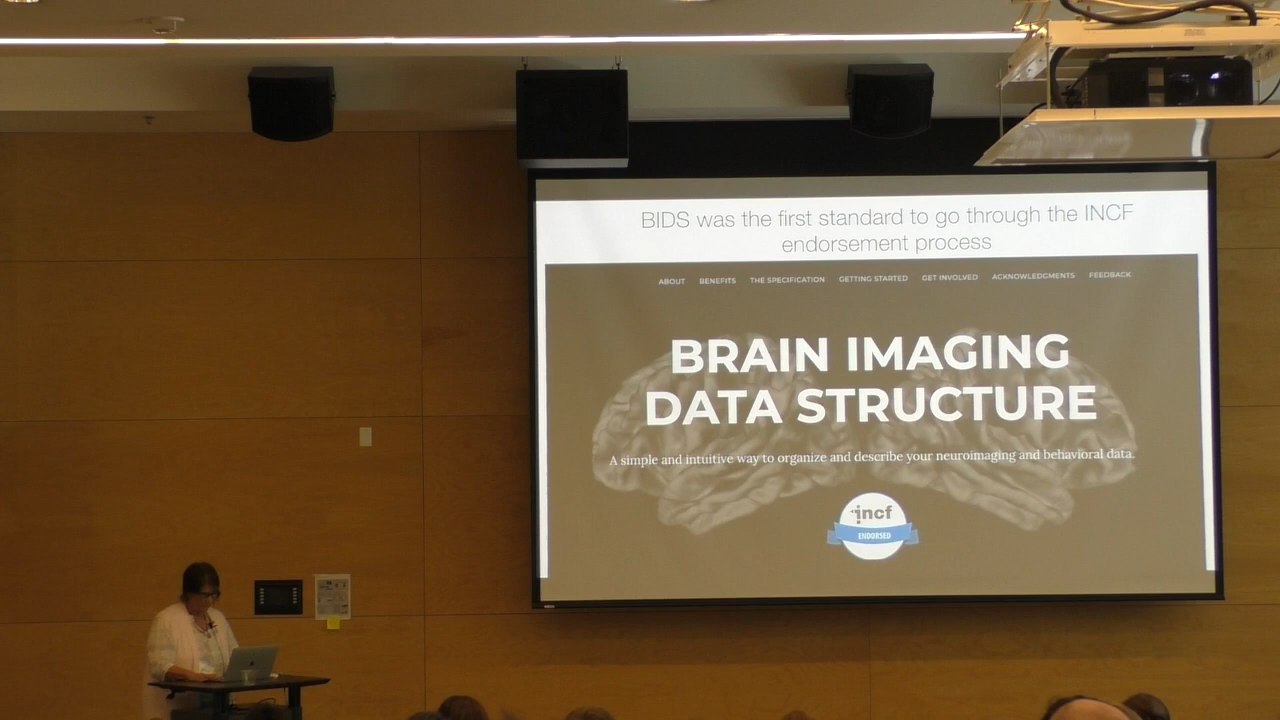 BIDS was the first standard to go through the INCF
endorsement process
ABOUT BENEFITS THE SPECIFICATION GETTING STARTED GET INVOLVED ACKNOWLEDGMENTS FEEDBACK
BRAIN IMAGING
DATA STRUCTURE
A simple and intuitive way to organize and describe your neuroimaging and behavioral data.
incf
ENDORSED